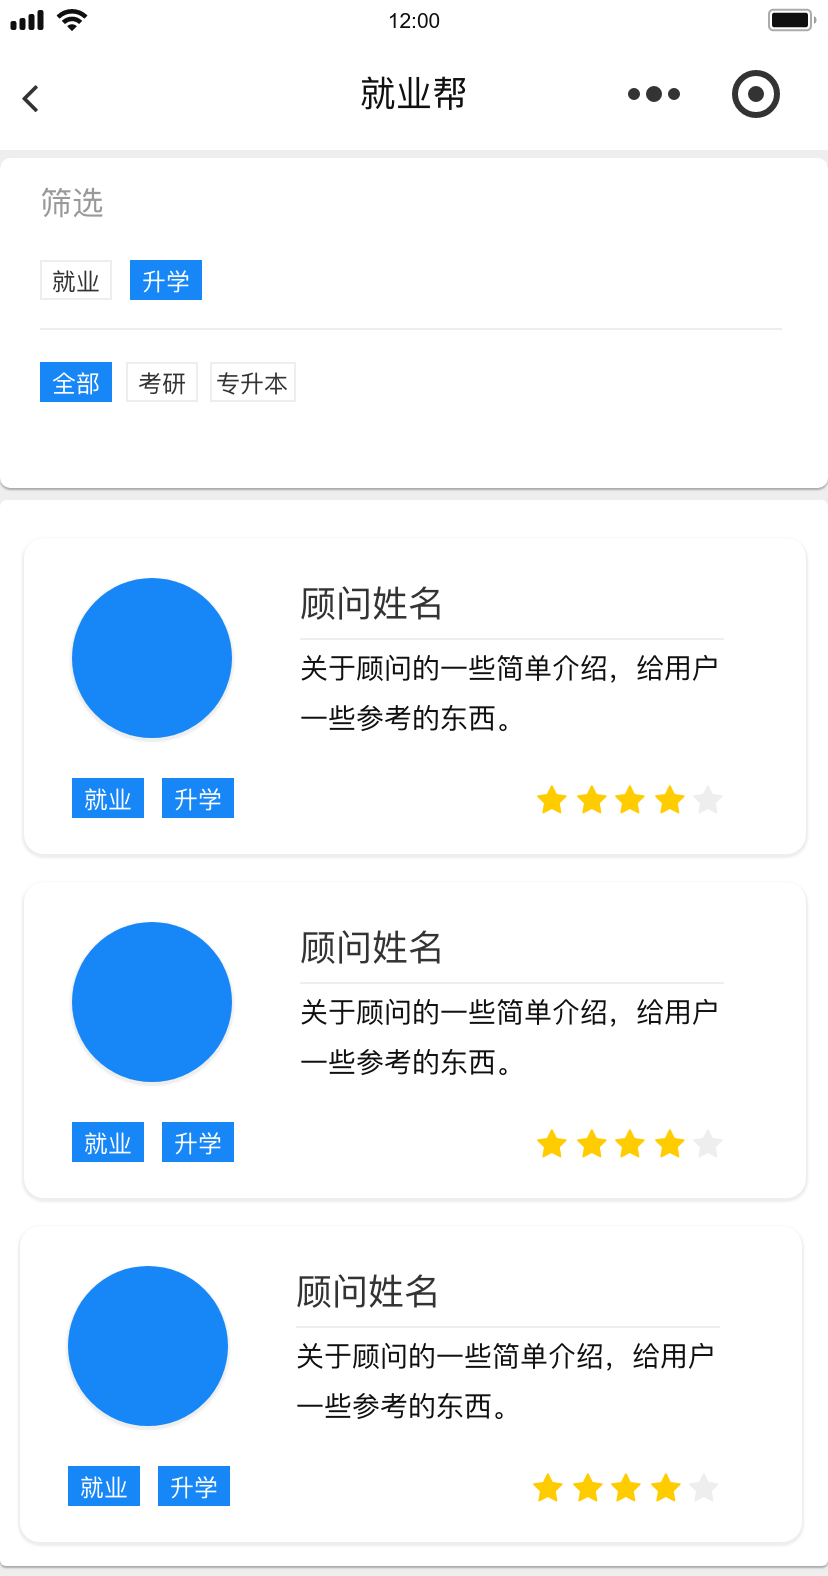 12:00
就业帮
筛选
就业 升学
全部 考研 专升本
顾问姓名
关于顾问的一些简单介绍，给用户
一些参考的东西。
就业 升学
顾问姓名
关于顾问的一些简单介绍，给用户
一些参考的东西。
就业 升学
顾问姓名
关于顾问的一些简单介绍，给用户
一些参考的东西。
就业 升学